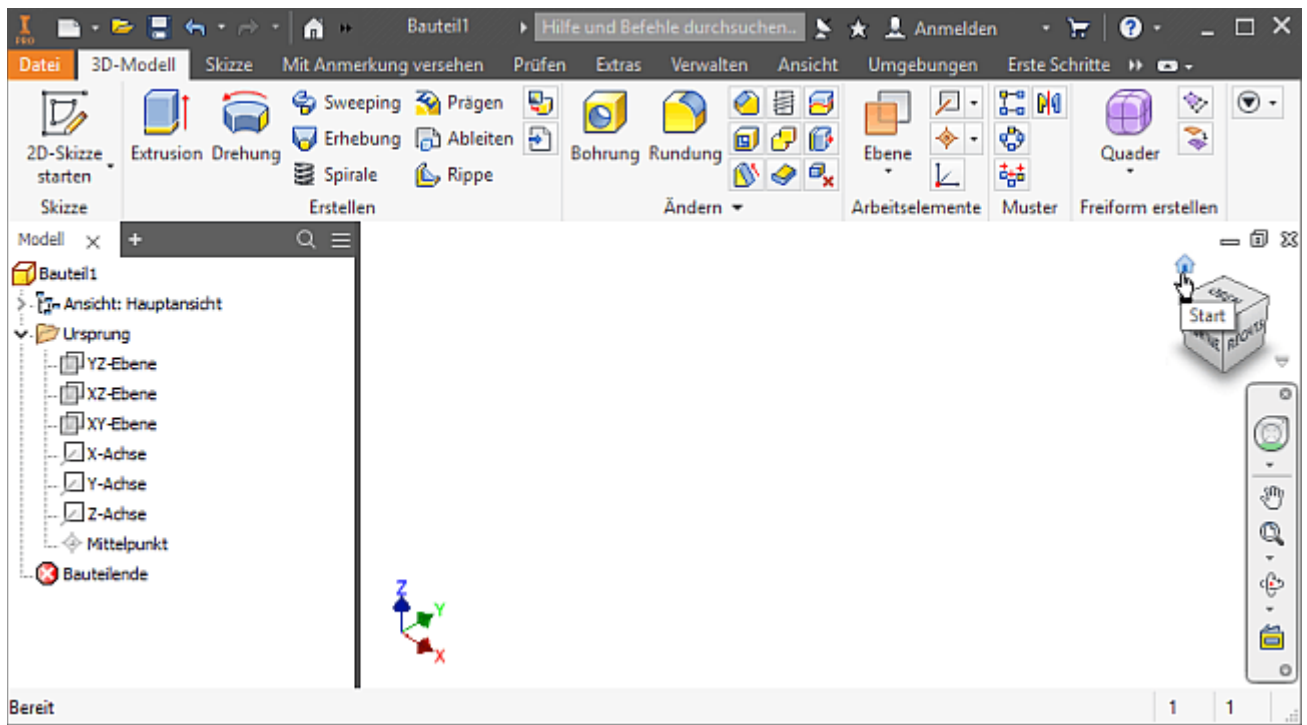 PRO Bauteil1 Hilfe und Befehle durchsuchen.. Anmelden
Datei 3D-Modell Skizze Mit Anmerkung versehen Prüfen Extras Verwalten Ansicht Umgebungen Erste Schritte
2D-Skizze starten Extrusion Drehung Sweeping Prägen Bohrung Rundung Ebene Quader
Erhebung Ableiten
Spirale Rippe
Skizze Erstellen Ändern Arbeitselemente Muster Freiform erstellen
Modell
Bauteil1
Ansicht: Hauptansicht
Ursprung
YZ-Ebene
XZ-Ebene
XY-Ebene
X-Achse
Y-Achse
Z-Achse
Mittelpunkt
Bauteilende
Start
RECHTS
Z
Y
X
Bereit 1 1